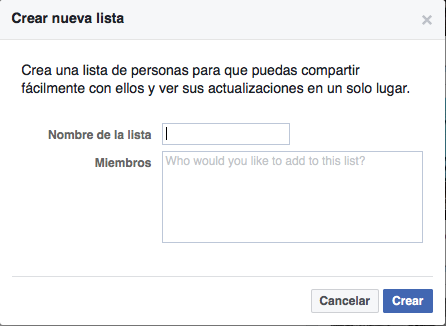 Crear nueva lista
Crea una lista de personas para que puedas compartir
fácilmente con ellos y ver sus actualizaciones en un solo lugar.
Nombre de la lista
Miembros
Who would you like to add to this list?
Cancelar
Crear